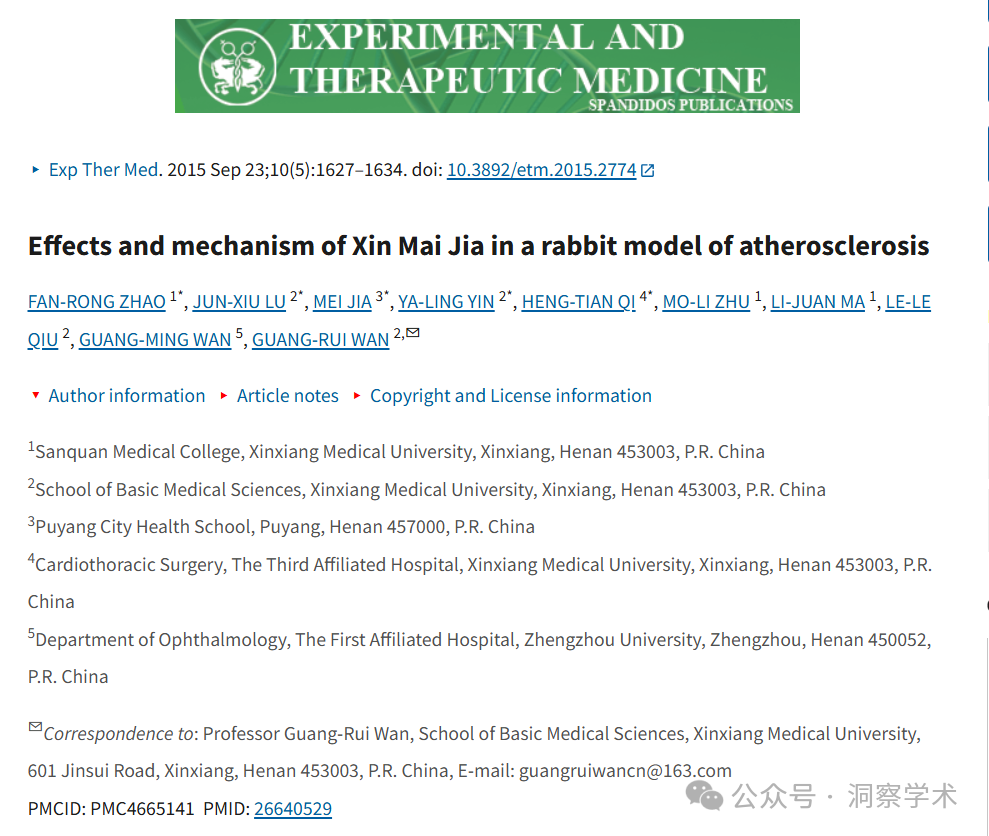 EXPERIMENTAL AND
THERAPEUTIC MEDICINE
SPANDIDOS PUBLICATIONS
Exp Ther Med. 2015 Sep 23;10(5):1627–1634. doi: 10.3892/etm.2015.2774
Effects and mechanism of Xin Mai Jia in a rabbit model of atherosclerosis
FAN-RONG ZHAO 1*, JUN-XIU LU 2*, MEI JIA 3*, YA-LING YIN 2*, HENG-TIAN QI 4*, MO-LI ZHU 1, LI-JUAN MA 1, LE-LE
QIU 2, GUANG-MING WAN 5, GUANG-RUI WAN 2,✉
Author information Article notes Copyright and License information
1Sanquan Medical College, Xinxiang Medical University, Xinxiang, Henan 453003, P.R. China
2School of Basic Medical Sciences, Xinxiang Medical University, Xinxiang, Henan 453003, P.R. China
3Puyang City Health School, Puyang, Henan 457000, P.R. China
4Cardiothoracic Surgery, The Third Affiliated Hospital, Xinxiang Medical University, Xinxiang, Henan 453003, P.R.
China
5Department of Ophthalmology, The First Affiliated Hospital, Zhengzhou University, Zhengzhou, Henan 450052,
P.R. China
✉Correspondence to: Professor Guang-Rui Wan, School of Basic Medical Sciences, Xinxiang Medical University,
601 Jinsui Road, Xinxiang, Henan 453003, P.R. China, E-mail: guangruiwancn@163.com
公众号 · 洞察学术
PMCID: PMC4665141 PMID: 26640529